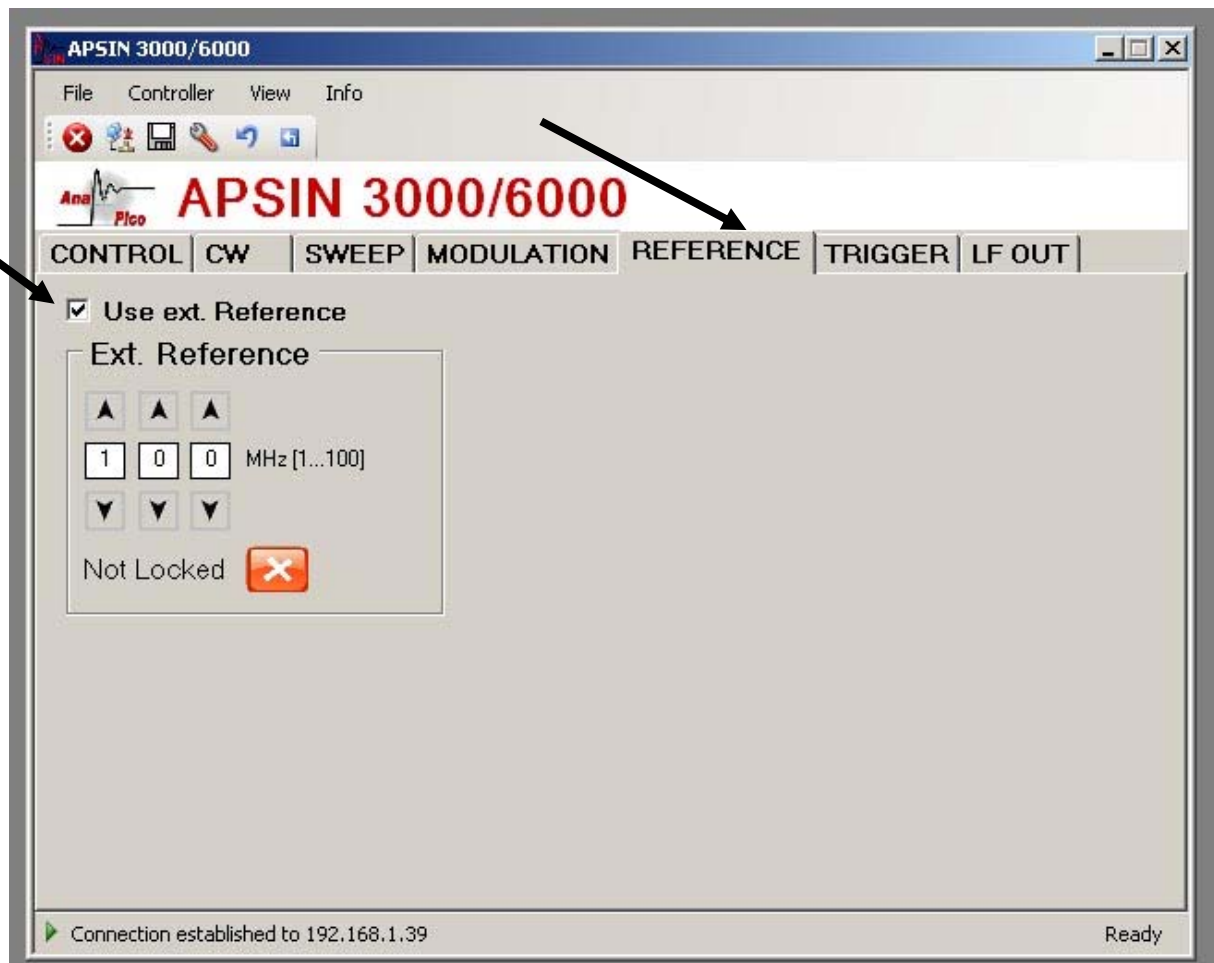 APSIN 3000/6000
File Controller View Info
Ana Pico APSIN 3000/6000
CONTROL CW SWEEP MODULATION REFERENCE TRIGGER LF OUT
Use ext. Reference
Ext. Reference
1 0 0 MHz [1...100]
Not Locked
Connection established to 192.168.1.39 Ready